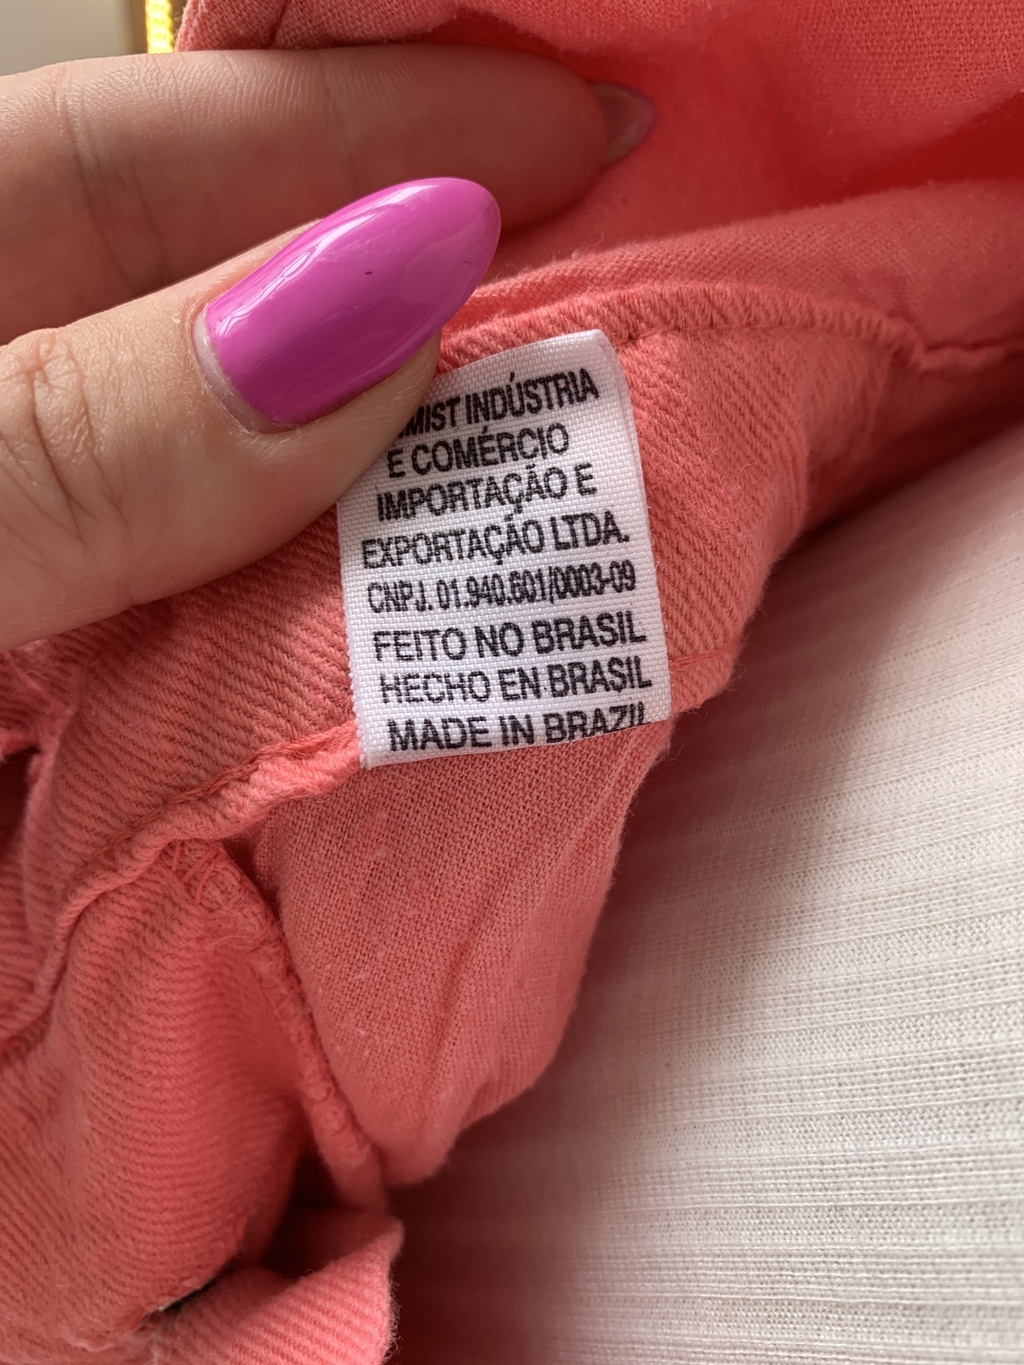 INDÚSTRIA
E COMÉRCIO
IMPORTAÇÃO E
EXPORTAÇÃO LTDA.
CNPJ. 01.940.601/0003-09
FEITO NO BRASIL
HECHO EN BRASIL
MADE IN BRAZIL